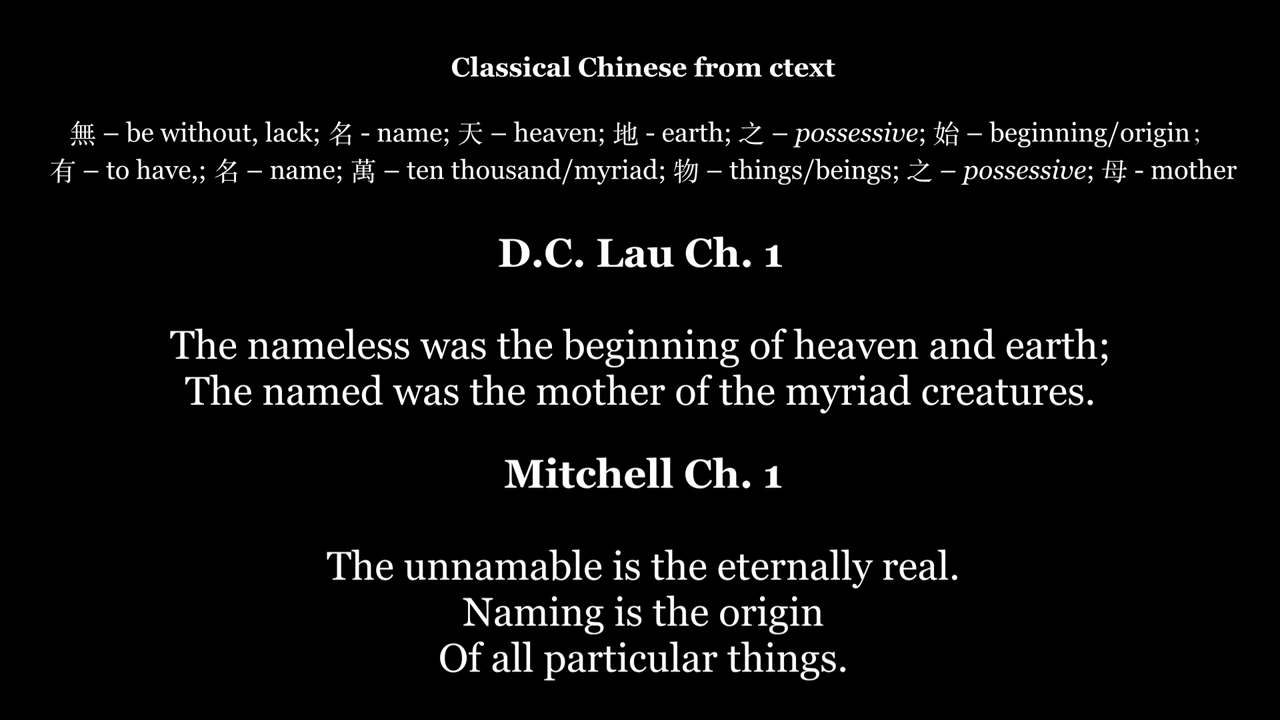 Classical Chinese from ctext
無 – be without, lack; 名 - name; 天 – heaven; 地 - earth; 之 – possessive; 始 – beginning/origin；
有 – to have,; 名 – name; 萬 – ten thousand/myriad; 物 – things/beings; 之 – possessive; 母 - mother
D.C. Lau Ch. 1
The nameless was the beginning of heaven and earth;
The named was the mother of the myriad creatures.
Mitchell Ch. 1
The unnamable is the eternally real.
Naming is the origin
Of all particular things.